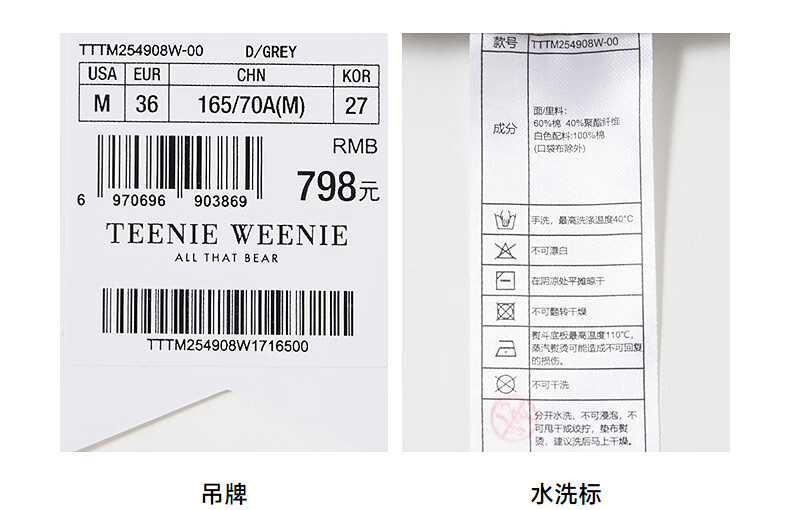 TTTM254908W-00 D/GREY
USA EUR CHN KOR
M 36 165/70A(M) 27
RMB
798元
6 970696 903869
TEENIE WEENIE
ALL THAT BEAR
TTTM254908W1716500
吊牌
款号 TTTM254908W-00
成分
面/里料:
60%棉 40%聚酯纤维
白色配料:100%棉
(口袋布除外)
手洗，最高洗涤温度40°C
不可漂白
在阴凉处平摊晾干
不可翻转干燥
熨斗底板最高温度110℃,
蒸汽熨烫可能造成不可回复
的损伤。
不可干洗
分开水洗，不可浸泡，不
可甩干或绞拧，垫布熨
烫，建议洗后马上干燥。
水洗标